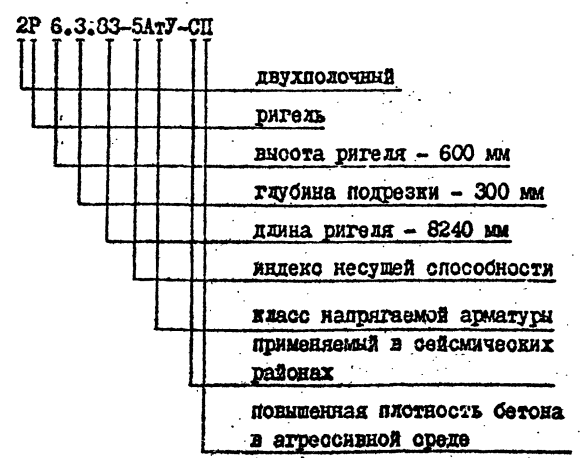 2Р 6.3.83-5АтУ-СП
двухполочный
ригель
высота ригеля - 600 мм
глубина подрезки - 300 мм
длина ригеля - 8240 мм
индекс несущей способности
класс напрягаемой арматуры
применяемый в сейсмических
районах
повышенная плотность бетона
в агрессивной среде